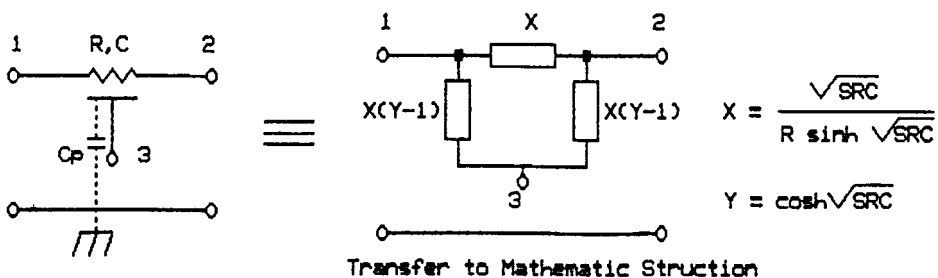 1 R,C 2
Cp 3
1 X 2
X(Y-1) X(Y-1)
3
X = √SRC / R sinh √SRC
Y = cosh√SRC
Transfer to Mathematic Struction